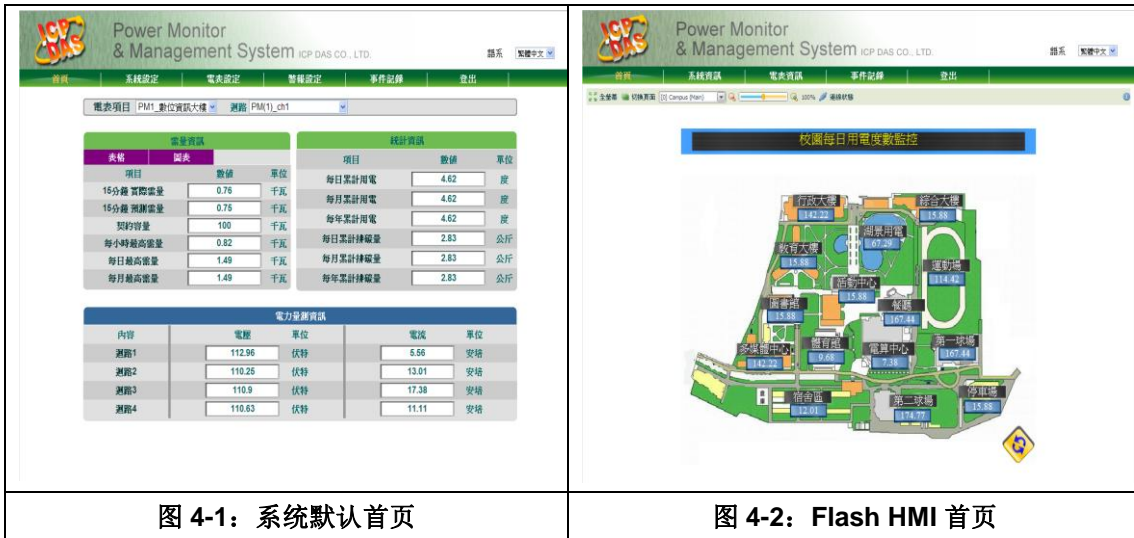 ICP DAS
Power Monitor
& Management System ICP DAS CO., LTD.
語系 繁體中文
首頁 系統設定 電表設定 警報設定 事件記錄 登出
電表項目 PM1_數位資訊大樓 迴路 PM(1)_ch1
需量資訊
表格 圖表
項目 數值 單位
15分鐘 實際需量 0.76 千瓦
15分鐘 預測需量 0.75 千瓦
契約容量 100 千瓦
每小時最高需量 0.82 千瓦
每日最高需量 1.49 千瓦
每月最高需量 1.49 千瓦
統計資訊
項目 數值 單位
每日累計用電 4.62 度
每月累計用電 4.62 度
每年累計用電 4.62 度
每日累計排碳量 2.83 公斤
每月累計排碳量 2.83 公斤
每年累計排碳量 2.83 公斤
電力量測資訊
內容 電壓 單位 電流 單位
迴路1 112.96 伏特 5.56 安培
迴路2 110.25 伏特 13.01 安培
迴路3 110.9 伏特 17.38 安培
迴路4 110.63 伏特 11.11 安培
图 4-1：系统默认首页
ICP DAS
Power Monitor
& Management System ICP DAS CO., LTD.
語系 繁體中文
首頁 系統資訊 電表資訊 事件記錄 登出
全螢幕 切換頁面 [0] Campus (Main) 100% 連線狀態
校園每日用電度數監控
行政大樓
142.22
綜合大樓
15.88
湖景用電
67.29
教育大樓
15.88
運動場
114.42
活動中心
15.88
圖書館
15.88
餐廳
167.44
多媒體中心
142.22
體育館
9.68
電算中心
7.38
第一球場
167.44
宿舍區
12.01
第二球場
174.77
停車場
15.88
图 4-2：Flash HMI 首页